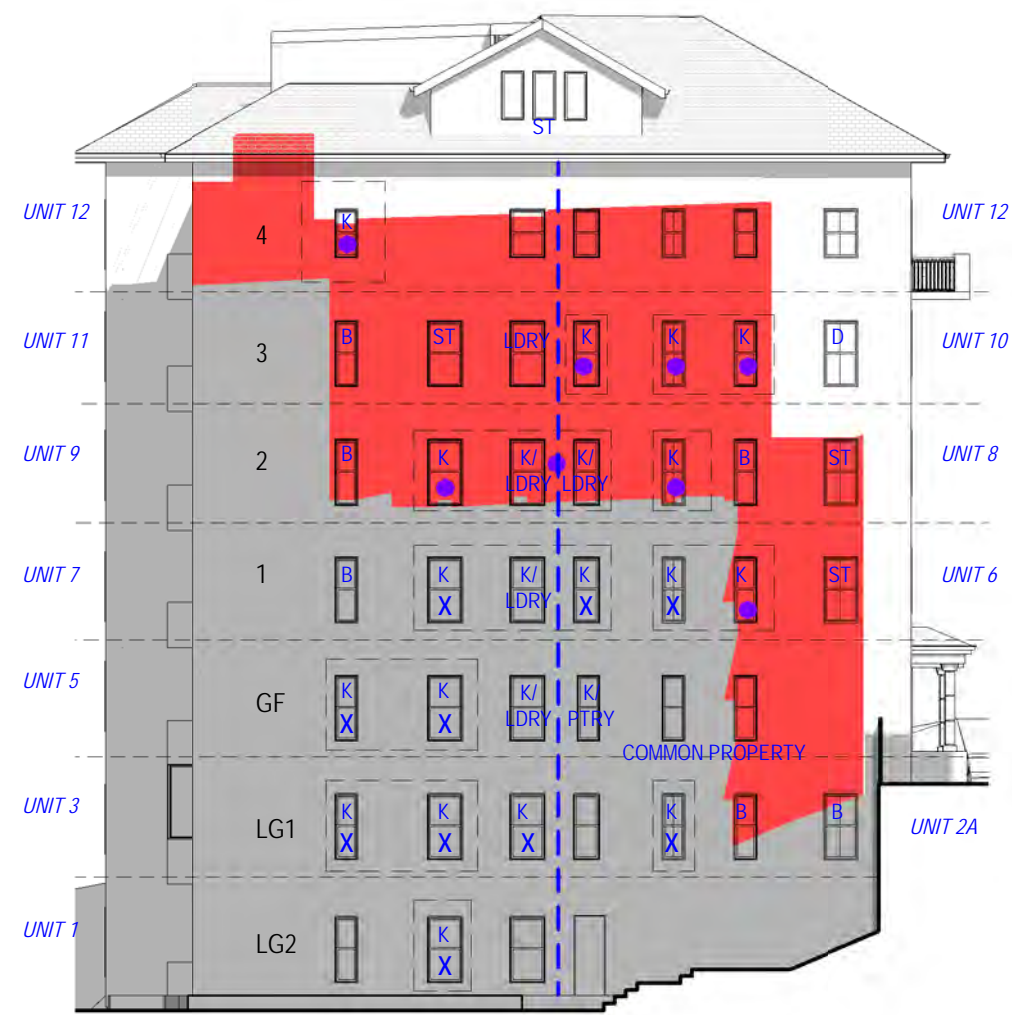 ST
UNIT 12
4
K
UNIT 12
UNIT 11
3
B
ST
LDRY
K
K
K
D
UNIT 10
UNIT 9
2
B
K
K/
LDRY
K/
LDRY
K
B
ST
UNIT 8
UNIT 7
1
B
K
X
K/
LDRY
K
X
K
X
K
ST
UNIT 6
UNIT 5
GF
K
X
K
X
K/
LDRY
K/
PTRY
COMMON PROPERTY
UNIT 3
LG1
K
X
K
X
K
X
K
X
B
B
UNIT 2A
UNIT 1
LG2
K
X